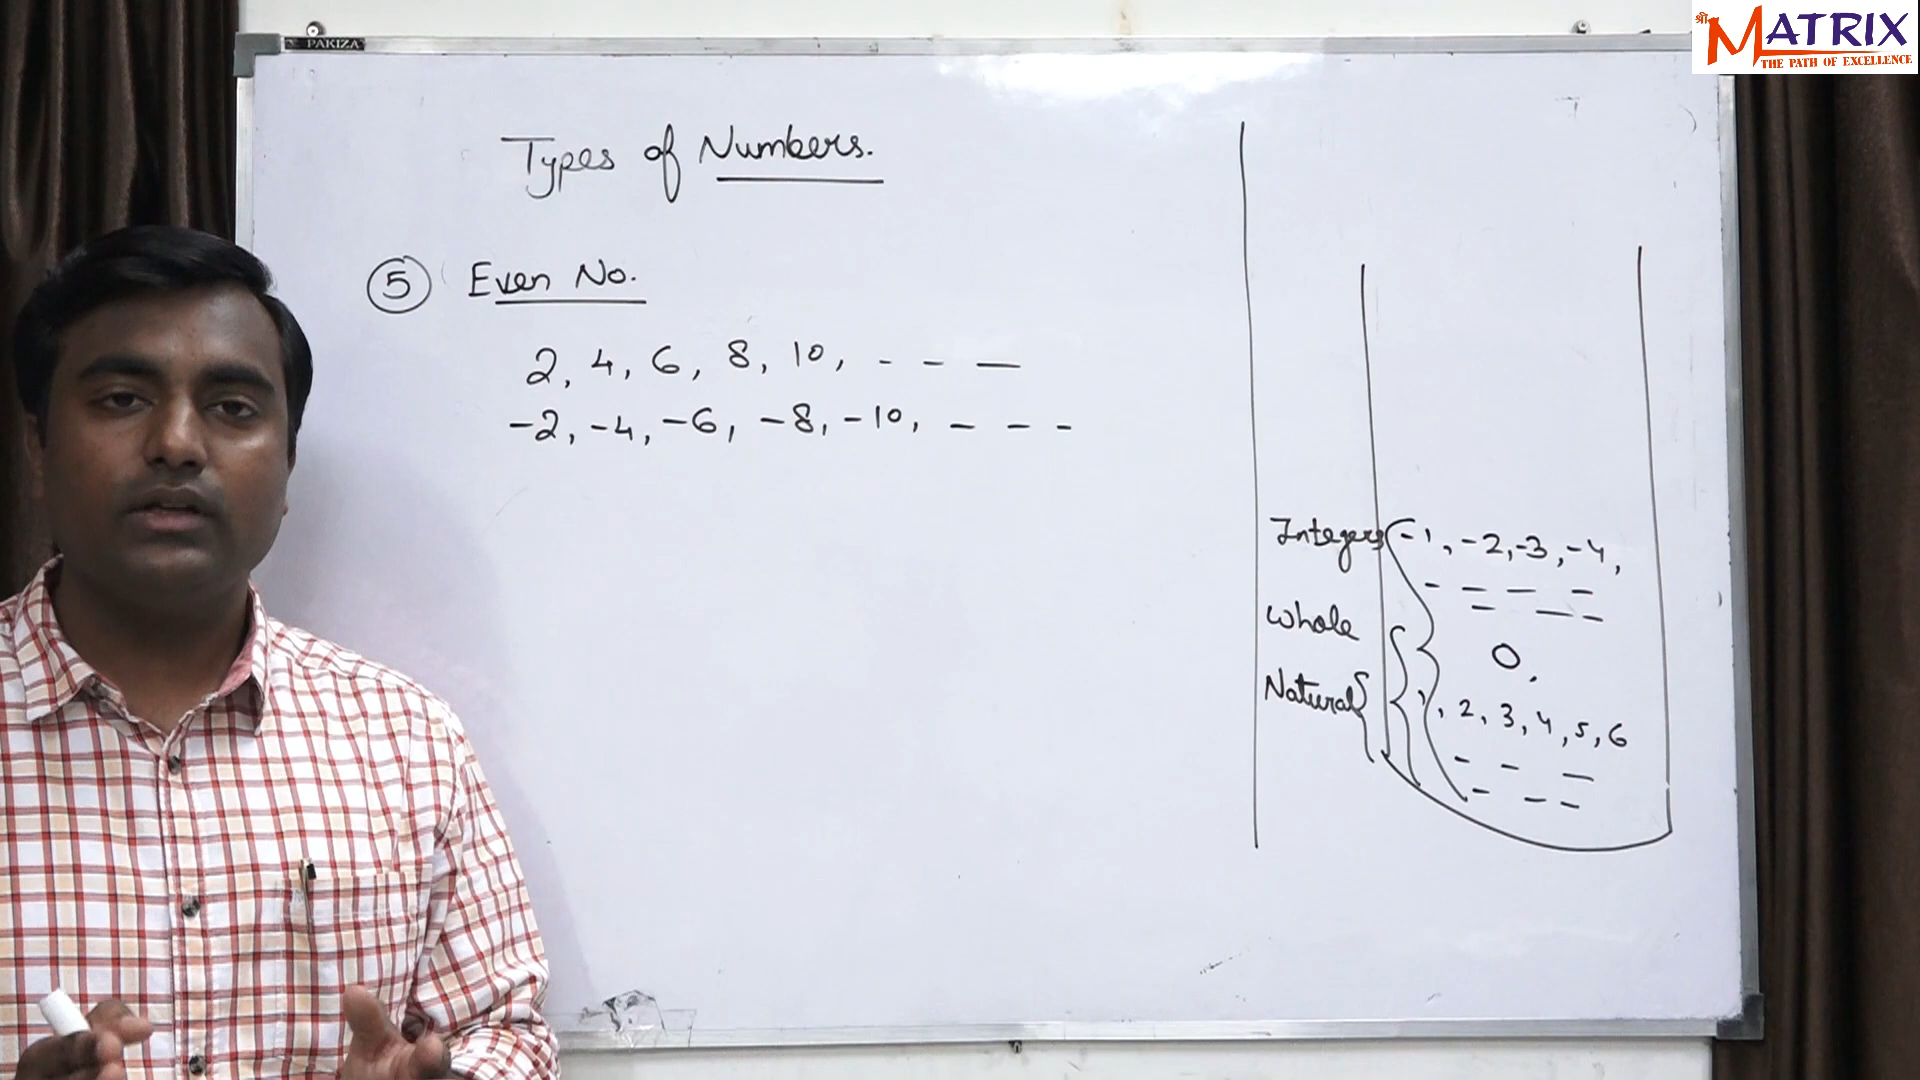 श्री MATRIX
THE PATH OF EXCELLENCE
PAKIZA
Types of Numbers.
5 Even No.
2, 4, 6, 8, 10, - - —
-2, -4, -6, -8, -10, - - -
Integers -1, -2, -3, -4,
- — — -
- — -
Whole
0,
Natural 1, 2, 3, 4, 5, 6
- - —
- - -